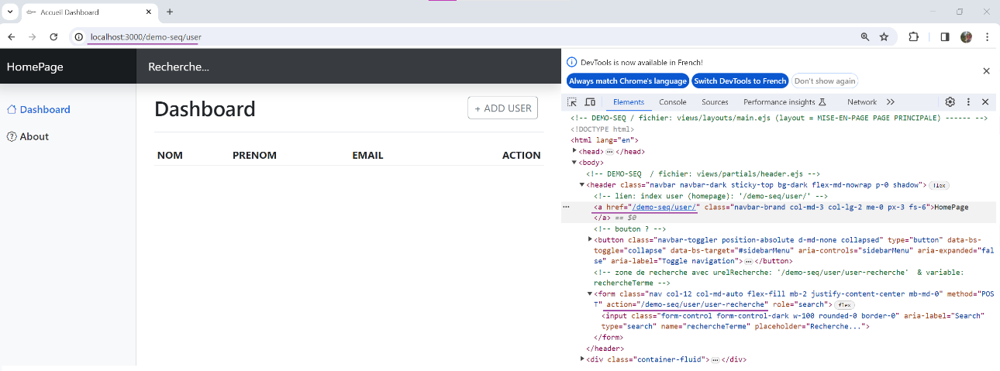 Accueil Dashboard
localhost:3000/demo-seq/user
HomePage
Recherche...
Dashboard
About
Dashboard
+ ADD USER
NOM PRENOM EMAIL ACTION
DevTools is now available in French!
Always match Chrome's language Switch DevTools to French Don't show again
Elements Console Sources Performance insights Network
<!-- DEMO-SEQ / fichier: views/layouts/main.ejs (layout = MISE-EN-PAGE PAGE PRINCIPALE) ------ -->
<!DOCTYPE html>
<html lang="en">
<head> ... </head>
<body>
<!-- DEMO-SEQ  / fichier: views/partials/header.ejs -->
<header class="navbar navbar-dark sticky-top bg-dark flex-md-nowrap p-0 shadow"> flex
<!-- lien: index user (homepage): '/demo-seq/user/' -->
<a href="/demo-seq/user/" class="navbar-brand col-md-3 col-lg-2 me-0 px-3 fs-6">HomePage
</a> == $0
<!-- bouton ? -->
<button class="navbar-toggler position-absolute d-md-none collapsed" type="button" data-bs-
toggle="collapse" data-bs-target="#sidebarMenu" aria-controls="sidebarMenu" aria-expanded="fal
se" aria-label="Toggle navigation"> ... </button>
<!-- zone de recherche avec urelRecherche: '/demo-seq/user/user-recherche'  & variable:
rechercheTerme -->
<form class="nav col-12 col-md-auto flex-fill mb-2 justify-content-center mb-md-0" method="POS
T" action="/demo-seq/user/user-recherche" role="search"> flex
<input class="form-control form-control-dark w-100 rounded-0 border-0" aria-label="Search"
type="search" name="rechercheTerme" placeholder="Recherche...">
</form>
</header>
<div class="container-fluid"> ... </div>